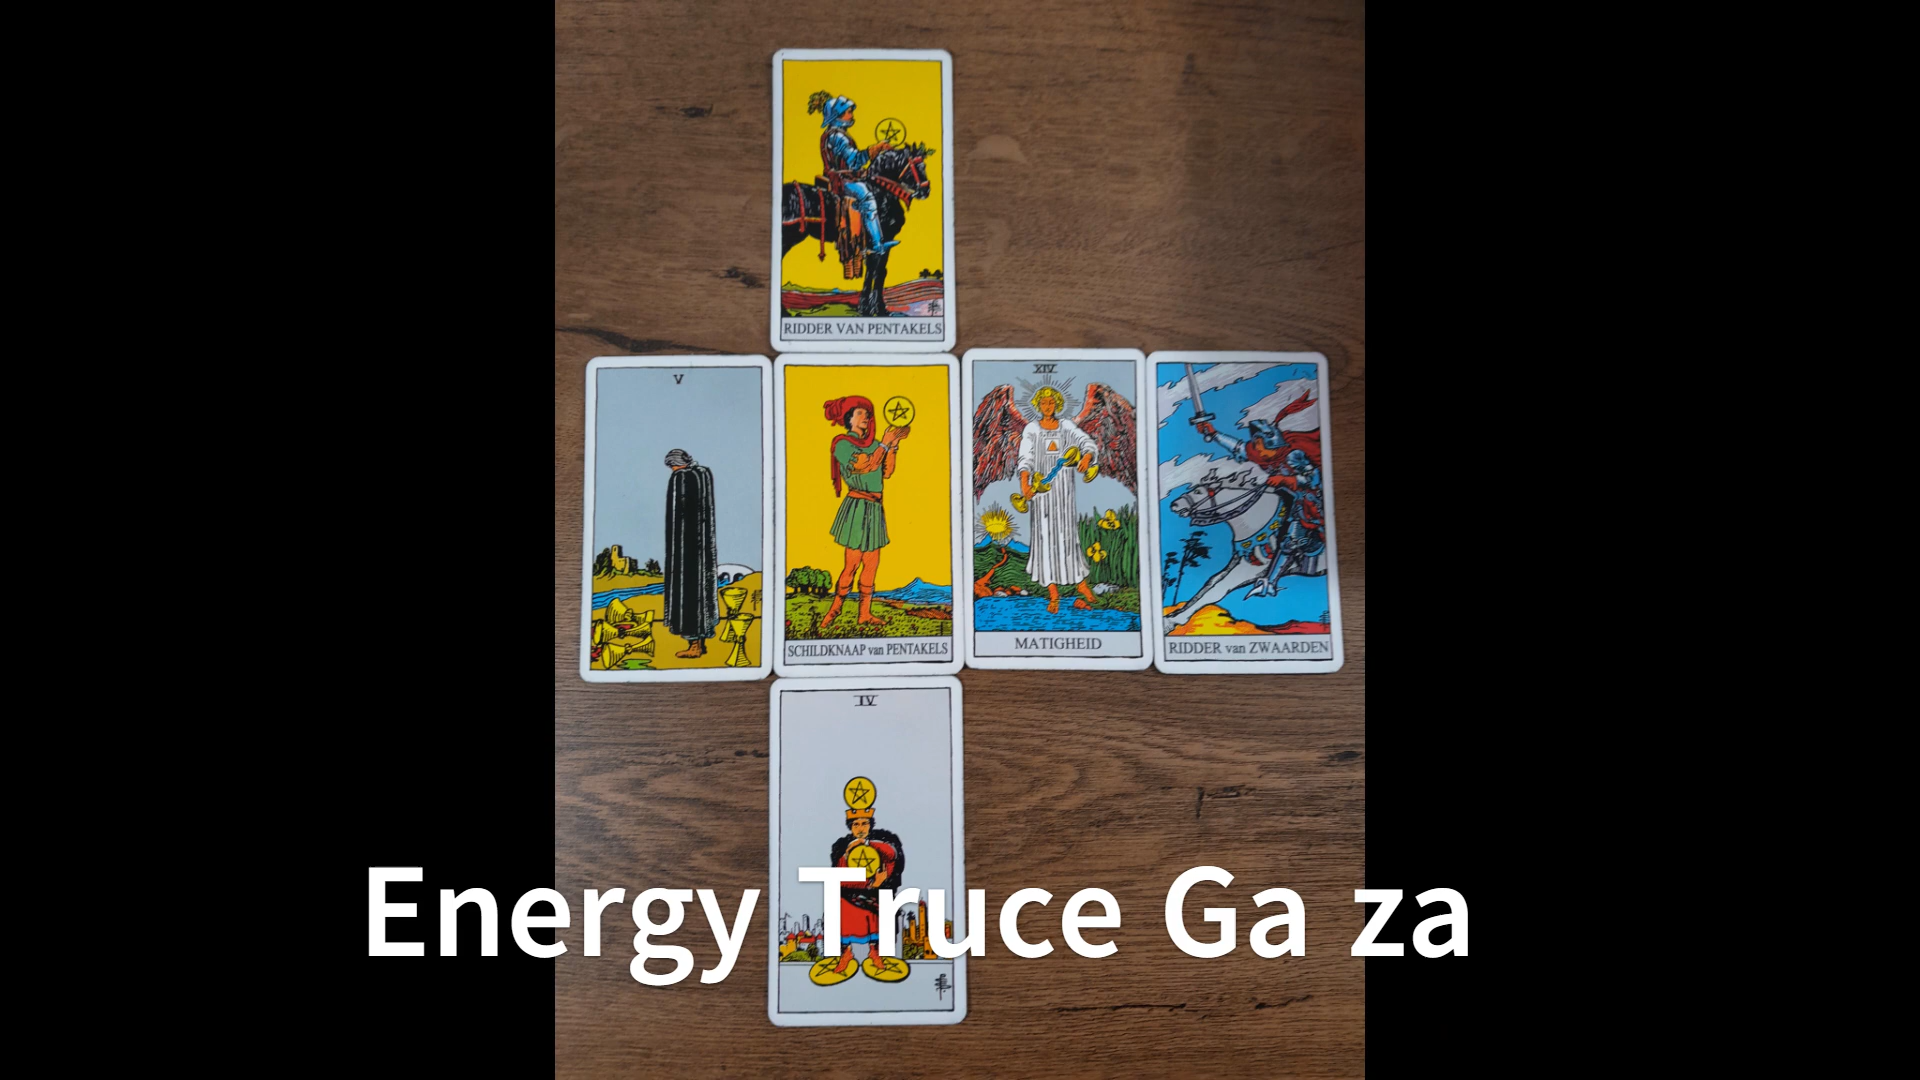 RIDDER VAN PENTAKELS
V
SCHILDKNAAP van PENTAKELS
XIV
MATIGHEID
RIDDER van ZWAARDEN
IV
Energy Truce Ga za